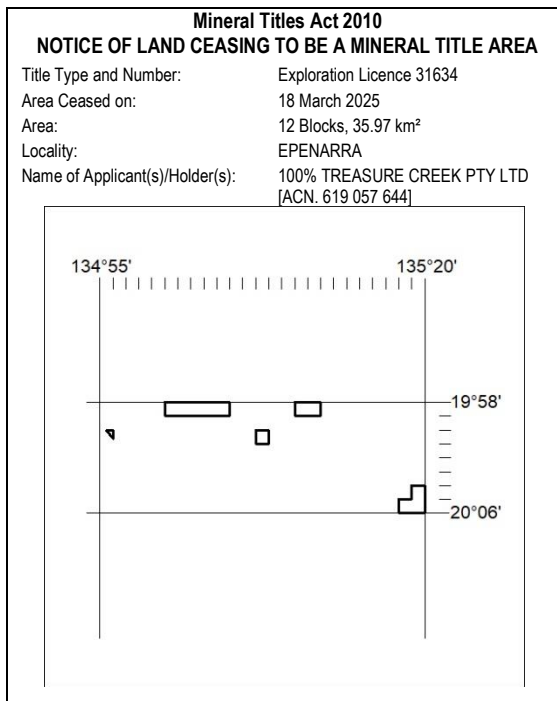 Mineral Titles Act 2010
NOTICE OF LAND CEASING TO BE A MINERAL TITLE AREA
Title Type and Number: Exploration Licence 31634
Area Ceased on: 18 March 2025
Area: 12 Blocks, 35.97 km²
Locality: EPENARRA
Name of Applicant(s)/Holder(s): 100% TREASURE CREEK PTY LTD
[ACN. 619 057 644]
134°55' 135°20'
19°58'
20°06'